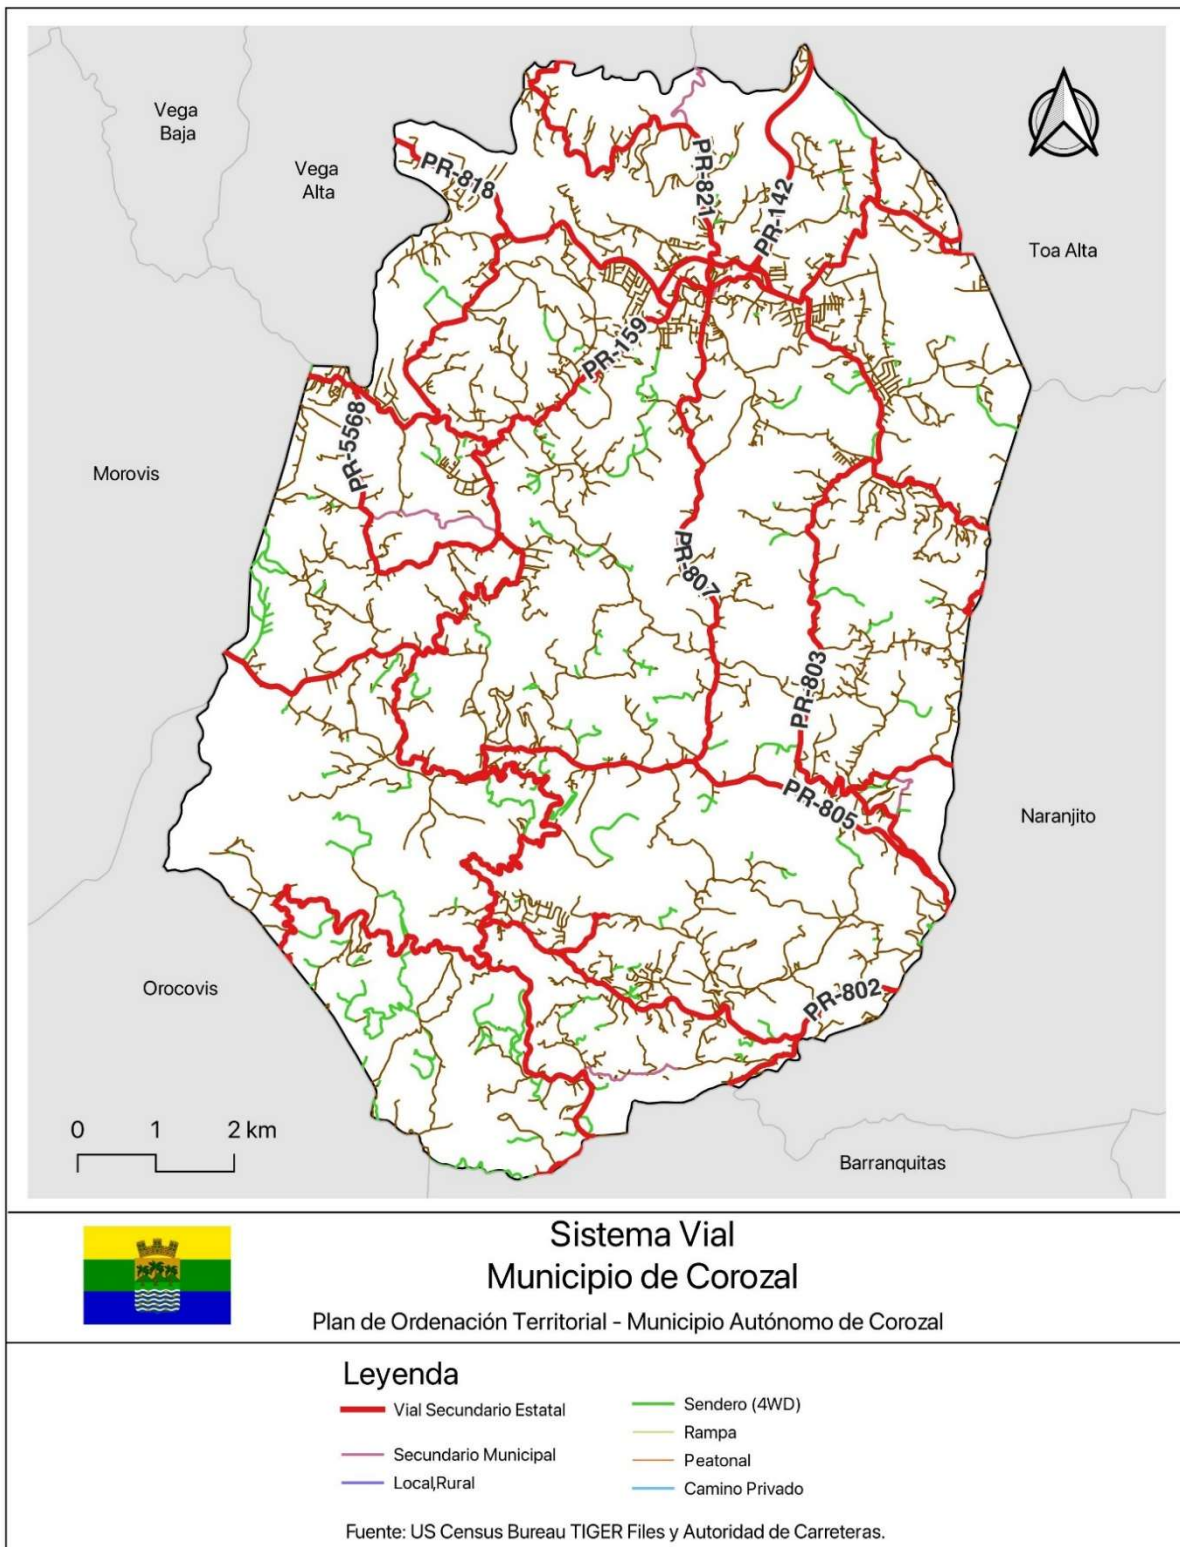 Vega
Baja
Vega
Alta
PR-818
PR-821
PR-142
Toa Alta
PR-159
PR-5568
Morovis
PR-807
PR-803
PR-805
Naranjito
Orocovis
PR-802
0 1 2 km
Barranquitas
Sistema Vial
Municipio de Corozal
Plan de Ordenación Territorial - Municipio Autónomo de Corozal
Leyenda
Vial Secundario Estatal
Secundario Municipal
Local,Rural
Sendero (4WD)
Rampa
Peatonal
Camino Privado
Fuente: US Census Bureau TIGER Files y Autoridad de Carreteras.